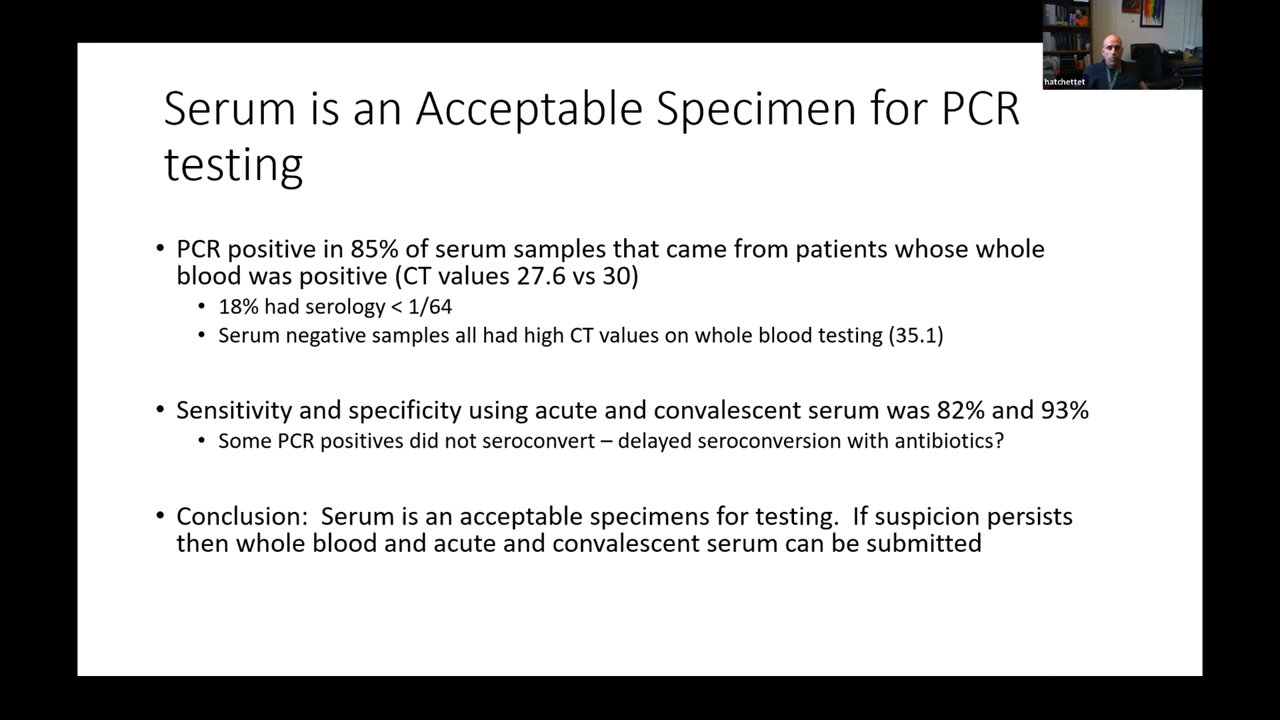 hatchettet
Serum is an Acceptable Specimen for PCR
testing
• PCR positive in 85% of serum samples that came from patients whose whole
blood was positive (CT values 27.6 vs 30)
• 18% had serology < 1/64
• Serum negative samples all had high CT values on whole blood testing (35.1)
• Sensitivity and specificity using acute and convalescent serum was 82% and 93%
• Some PCR positives did not seroconvert – delayed seroconversion with antibiotics?
• Conclusion:  Serum is an acceptable specimens for testing.  If suspicion persists
then whole blood and acute and convalescent serum can be submitted